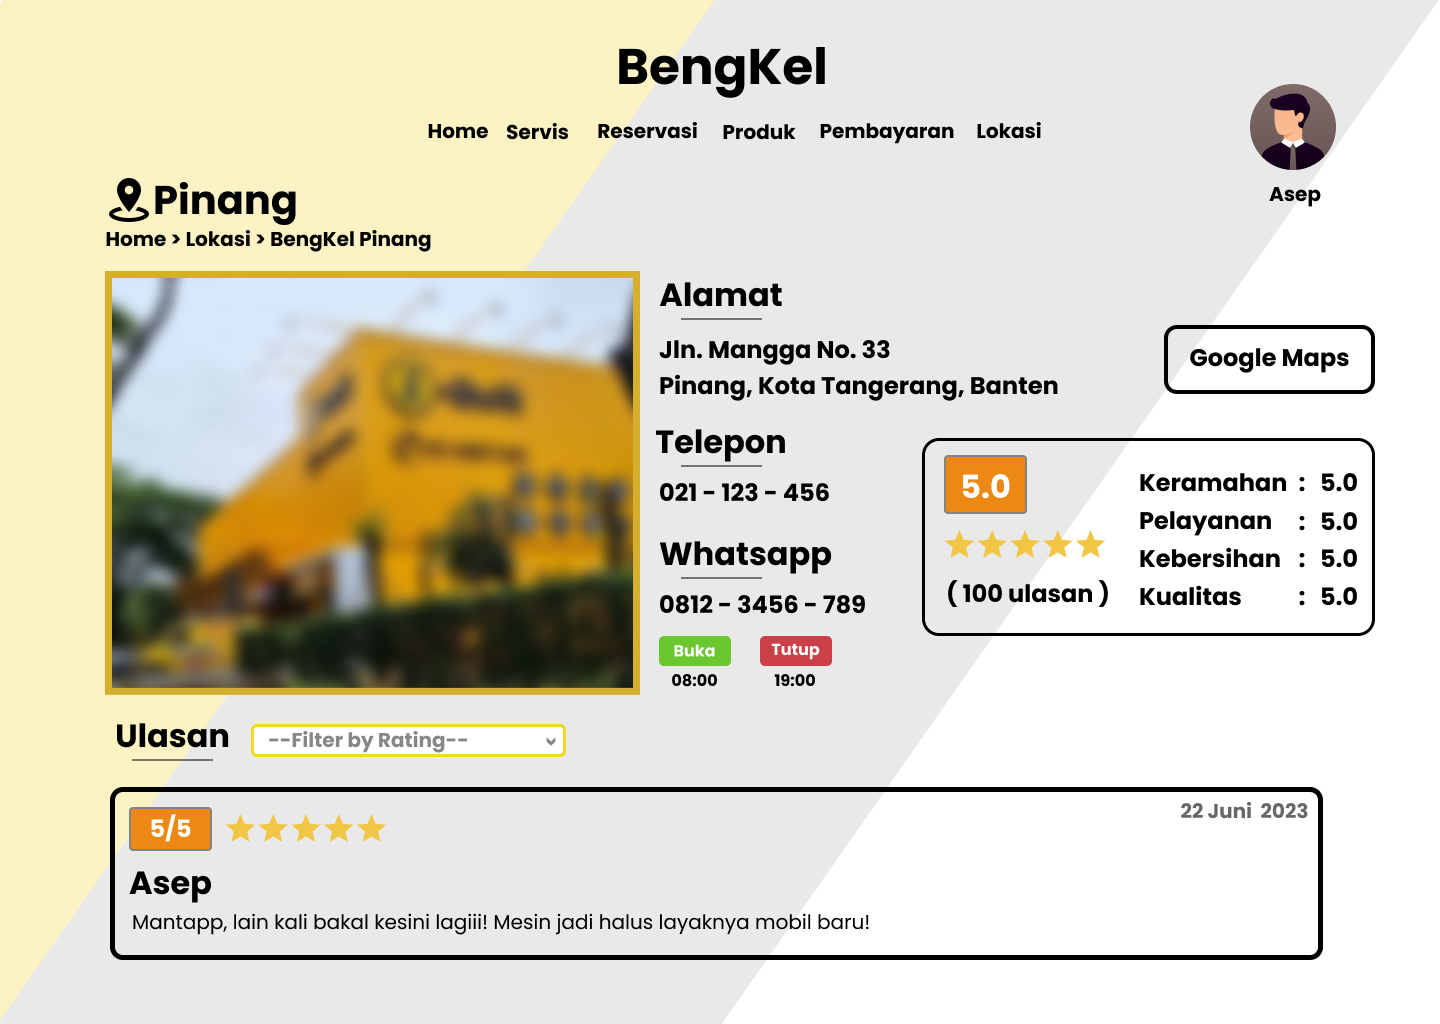 BengKel
Home Servis Reservasi Produk Pembayaran Lokasi
Asep
Pinang
Home > Lokasi > BengKel Pinang
Alamat
Jln. Mangga No. 33
Pinang, Kota Tangerang, Banten
Google Maps
Telepon
021 - 123 - 456
Whatsapp
0812 - 3456 - 789
Buka Tutup
08:00 19:00
5.0
( 100 ulasan )
Keramahan : 5.0
Pelayanan : 5.0
Kebersihan : 5.0
Kualitas : 5.0
Ulasan
--Filter by Rating--
5/5
22 Juni 2023
Asep
Mantapp, lain kali bakal kesini lagiii! Mesin jadi halus layaknya mobil baru!